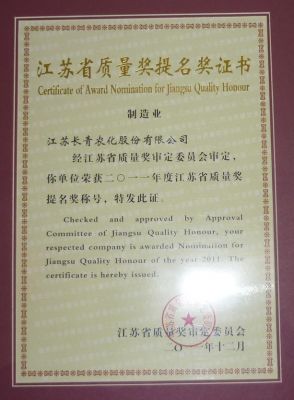 江苏省质量奖提名奖证书
Certificate of Award Nomination for Jiangsu Quality Honour
制造业
江苏长青农化股份有限公司
经江苏省质量奖审定委员会审定，
你单位荣获二〇一一年度江苏省质量奖
提名奖称号，特发此证。
Checked and approved by Approval
Committee of Jiangsu Quality Honour, your
respected company is awarded Nomination for
Jiangsu Quality Honour of the year 2011. The
certificate is hereby issued.
江苏省质量奖审定委员会
二〇一一年十二月